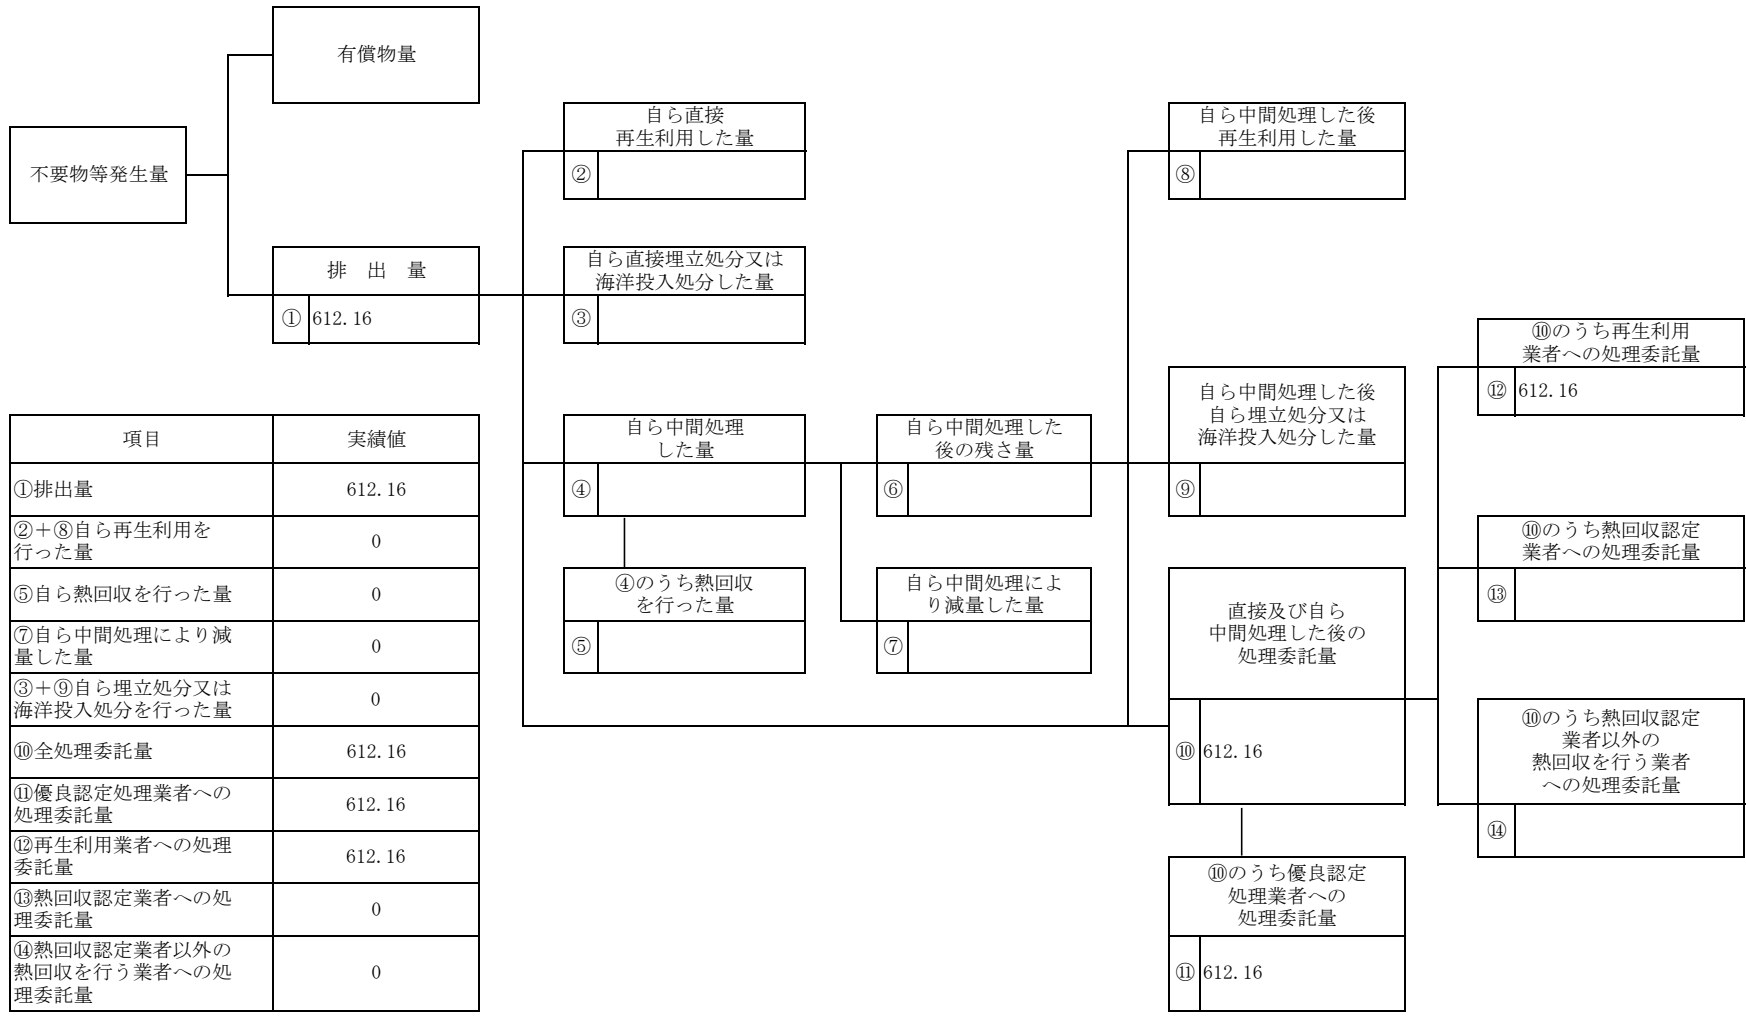 有償物量
不要物等発生量
排　出　量
① 612.16
自ら直接
再生利用した量
②
自ら直接埋立処分又は
海洋投入処分した量
③
自ら中間処理
した量
④
④のうち熱回収
を行った量
⑤
自ら中間処理した
後の残さ量
⑥
自ら中間処理によ
り減量した量
⑦
自ら中間処理した後
再生利用した量
⑧
自ら中間処理した後
自ら埋立処分又は
海洋投入処分した量
⑨
直接及び自ら
中間処理した後の
処理委託量
⑩ 612.16
⑩のうち優良認定
処理業者への
処理委託量
⑪ 612.16
⑩のうち再生利用
業者への処理委託量
⑫ 612.16
⑩のうち熱回収認定
業者への処理委託量
⑬
⑩のうち熱回収認定
業者以外の
熱回収を行う業者
への処理委託量
⑭
項目 実績値
①排出量 612.16
②＋⑧自ら再生利用を
行った量 0
⑤自ら熱回収を行った量 0
⑦自ら中間処理により減
量した量 0
③＋⑨自ら埋立処分又は
海洋投入処分を行った量 0
⑩全処理委託量 612.16
⑪優良認定処理業者への
処理委託量 612.16
⑫再生利用業者への処理
委託量 612.16
⑬熱回収認定業者への処
理委託量 0
⑭熱回収認定業者以外の
熱回収を行う業者への処
理委託量 0